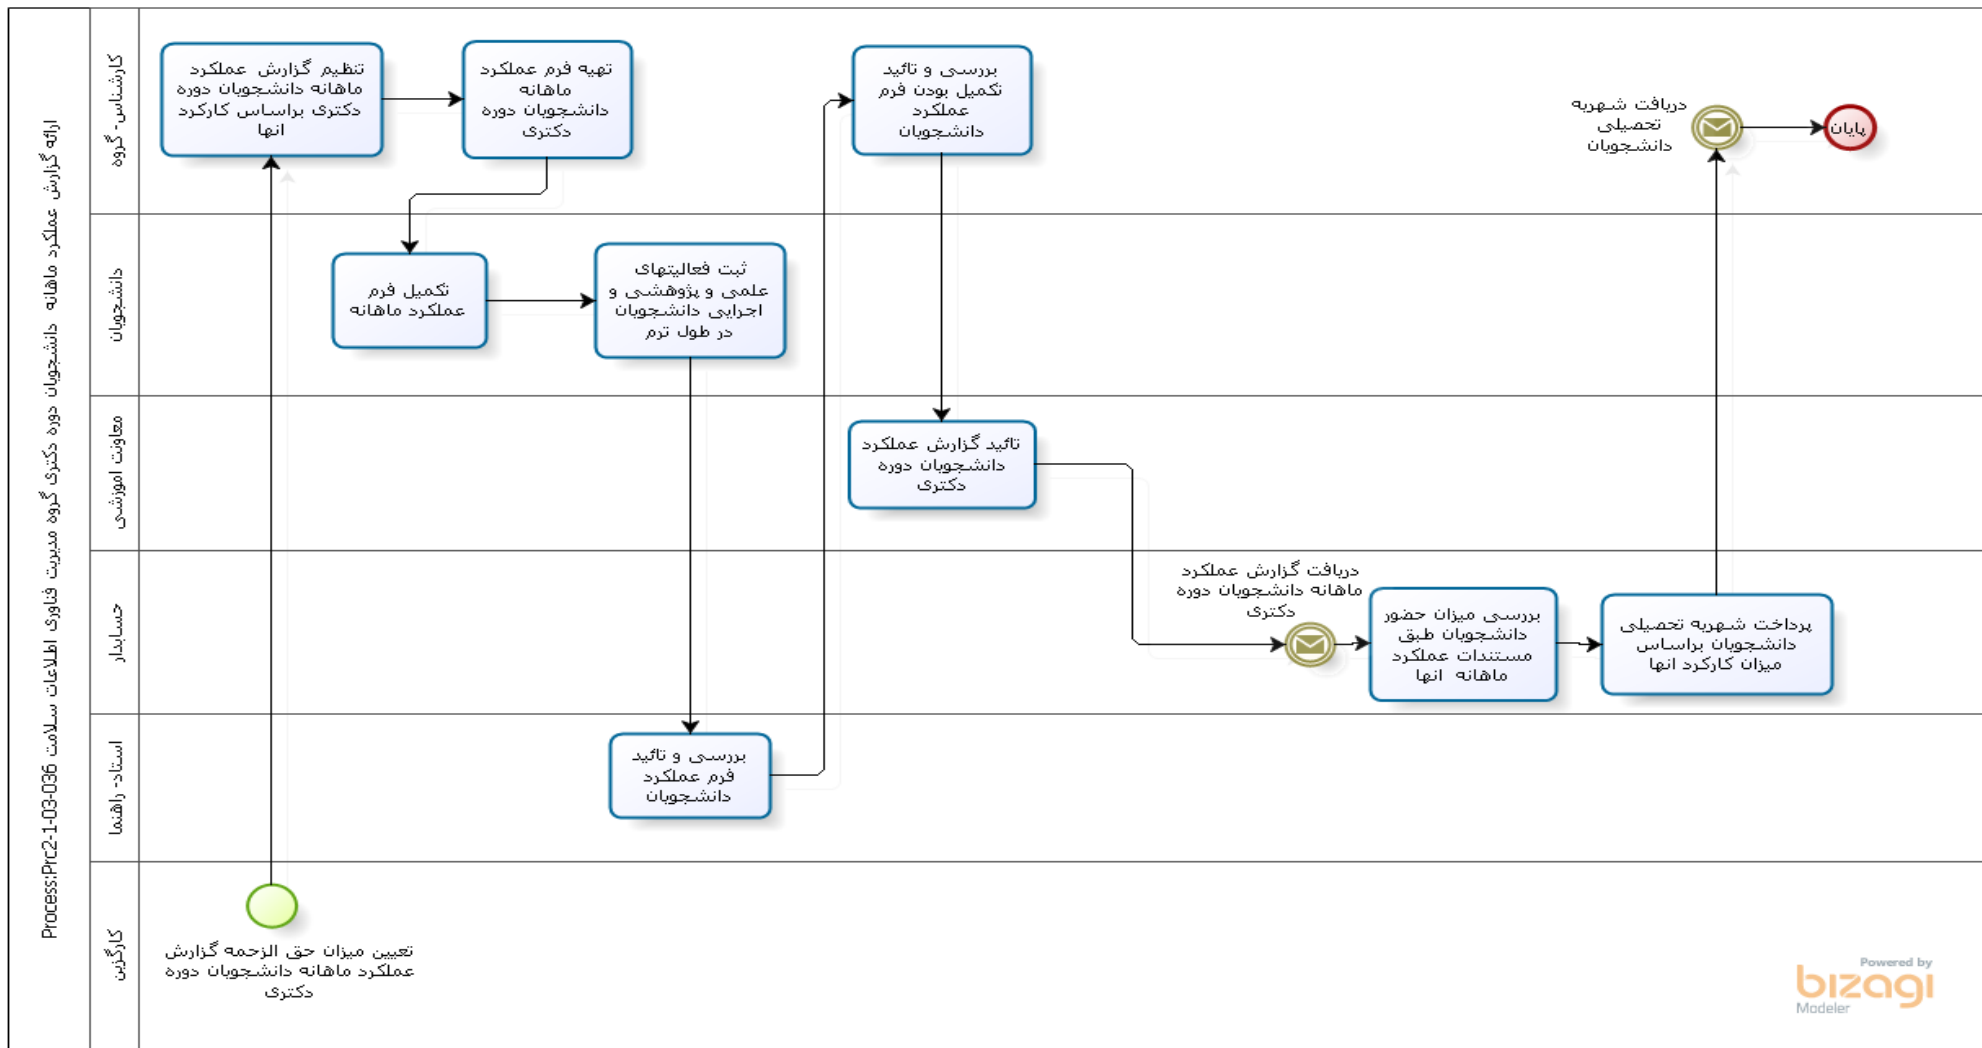 ارائه گزارش عملکرد ماهانه دانشجویان دوره دکتری گروه مدیریت فناوری اطلاعات سلامت Process:Prc2-1-03-036
کارشناس- گروه
تنظیم گزارش عملکرد
ماهانه دانشجویان دوره
دکتری براساس کارکرد
انها
تهیه فرم عملکرد
ماهانه
دانشجویان دوره
دکتری
بررسی و تائید
تکمیل بودن فرم
عملکرد
دانشجویان
دریافت شهریه
تحصیلی
دانشجویان
پایان
دانشجویان
تکمیل فرم
عملکرد ماهانه
ثبت فعالیتهای
علمی و پژوهشی و
اجرایی دانشجویان
در طول ترم
معاونت اموزشی
تائید گزارش عملکرد
دانشجویان دوره
دکتری
حسابدار
دریافت گزارش عملکرد
ماهانه دانشجویان دوره
دکتری
بررسی میزان حضور
دانشجویان طبق
مستندات عملکرد
ماهانه انها
پرداخت شهریه تحصیلی
دانشجویان براساس
میزان کارکرد انها
استاد- راهنما
بررسی و تائید
فرم عملکرد
دانشجویان
کارگزین
تعیین میزان حق الزحمه گزارش
عملکرد ماهانه دانشجویان دوره
دکتری
Powered by
bizagi
Modeler